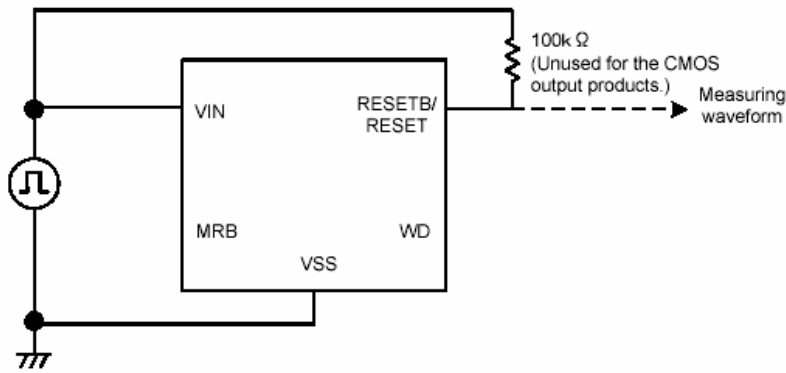 100k Ω
(Unused for the CMOS
output products.)
Measuring
waveform
VIN
RESETB/
RESET
MRB
WD
VSS